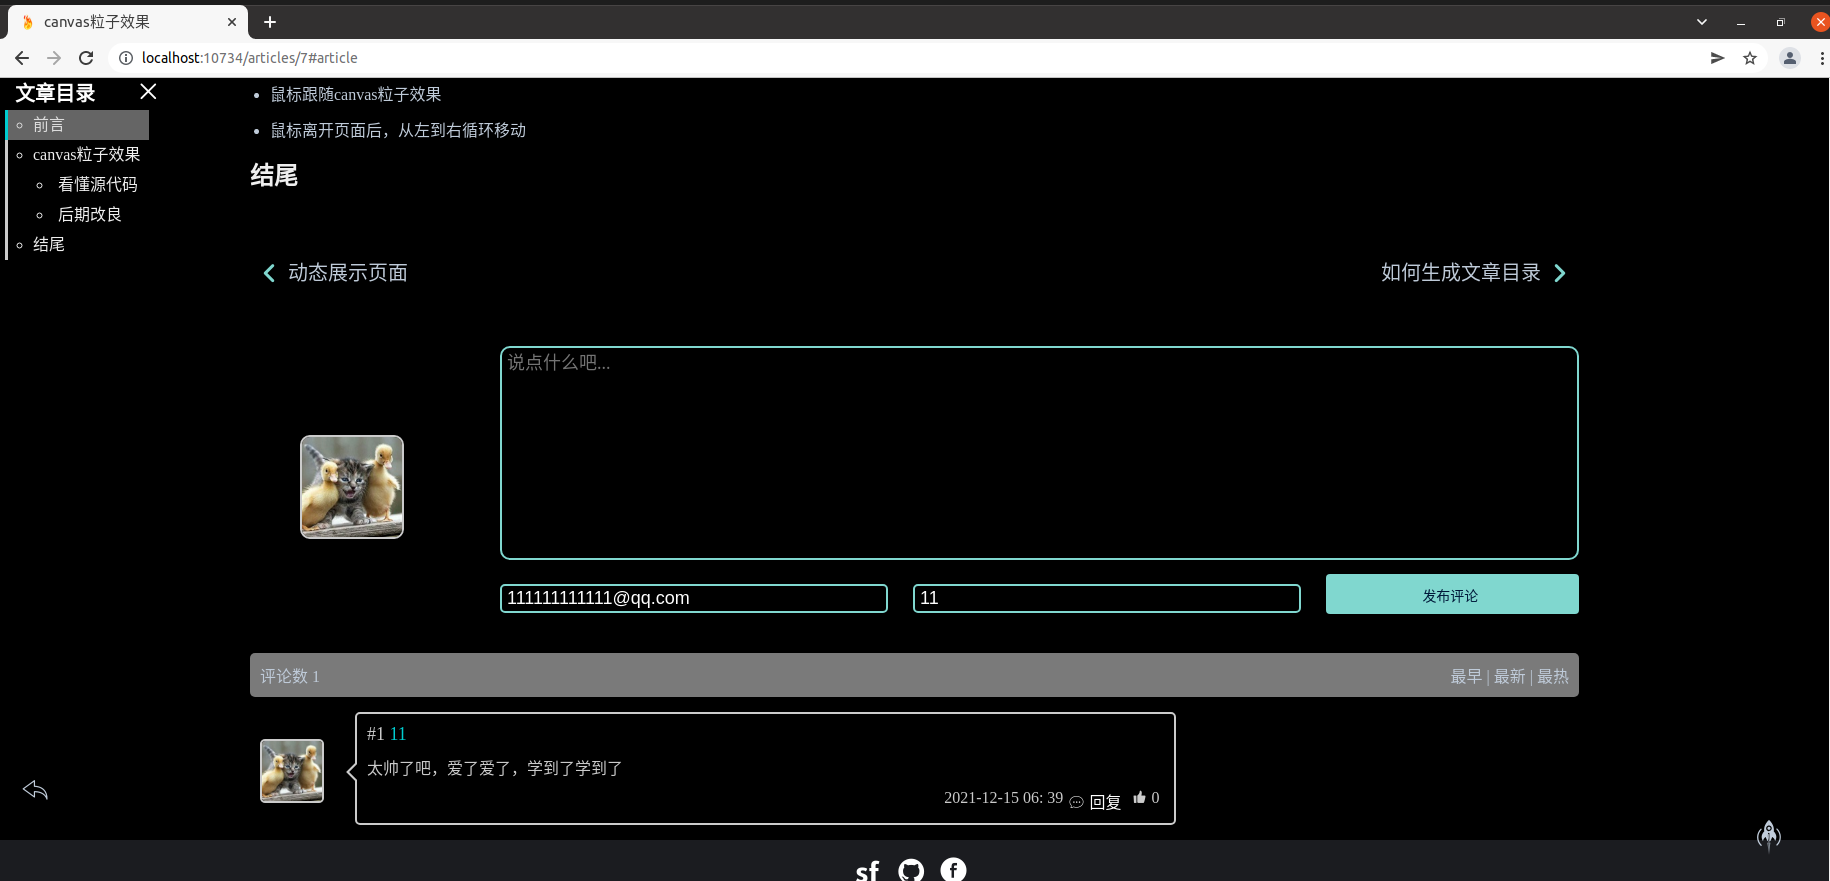 canvas粒子效果
localhost:10734/articles/7#article
文章目录
前言
canvas粒子效果
看懂源代码
后期改良
结尾
鼠标跟随canvas粒子效果
鼠标离开页面后，从左到右循环移动
结尾
动态展示页面
如何生成文章目录
说点什么吧...
111111111111@qq.com
11
发布评论
评论数 1
最早 | 最新 | 最热
#1 11
太帅了吧，爱了爱了，学到了学到了
2021-12-15 06: 39 回复 0
sf